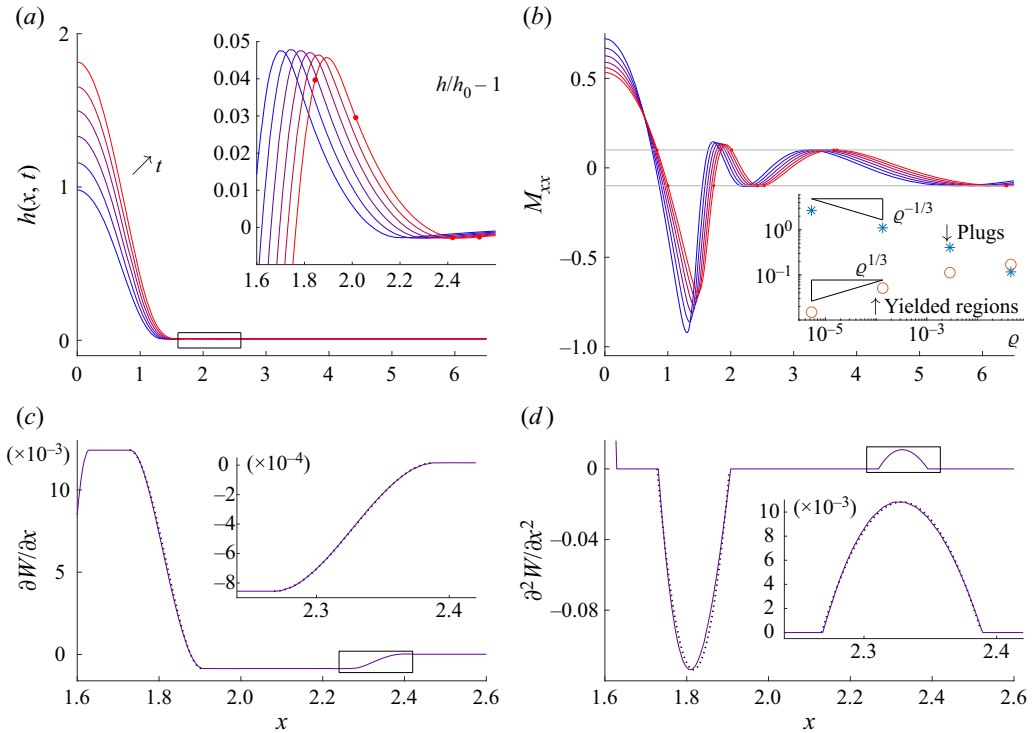 (a)
2
1
0
h(x, t)
↗ t
0 1 2 3 4 5 6
0.05
0.04
0.03
0.02
0.01
0
h/h0 – 1
1.6 1.8 2.0 2.2 2.4
(b)
0.5
0
–0.5
–1.0
Mxx
0 1 2 3 4 5 6
10^0
10^–1
ϱ^–1/3
↓ Plugs
ϱ^1/3
↑ Yielded regions
10^–5 10^–3 ϱ
(c)
(×10^–3)
10
5
0
∂W/∂x
(×10^–4)
0
−2
−4
−6
−8
2.3 2.4
1.6 1.8 2.0 2.2 2.4 2.6
x
(d)
0
−0.04
−0.08
∂^2W/∂x^2
(×10^–3)
10
8
6
4
2
0
2.3 2.4
1.6 1.8 2.0 2.2 2.4 2.6
x